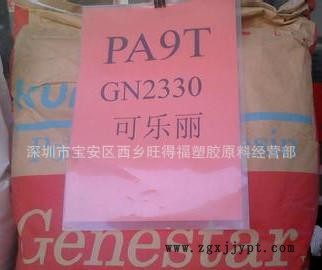 PA9T
GN2330
可乐丽
深圳市宝安区西乡旺得福塑胶原料经营部
Genestar
www.zgxjjypt.com